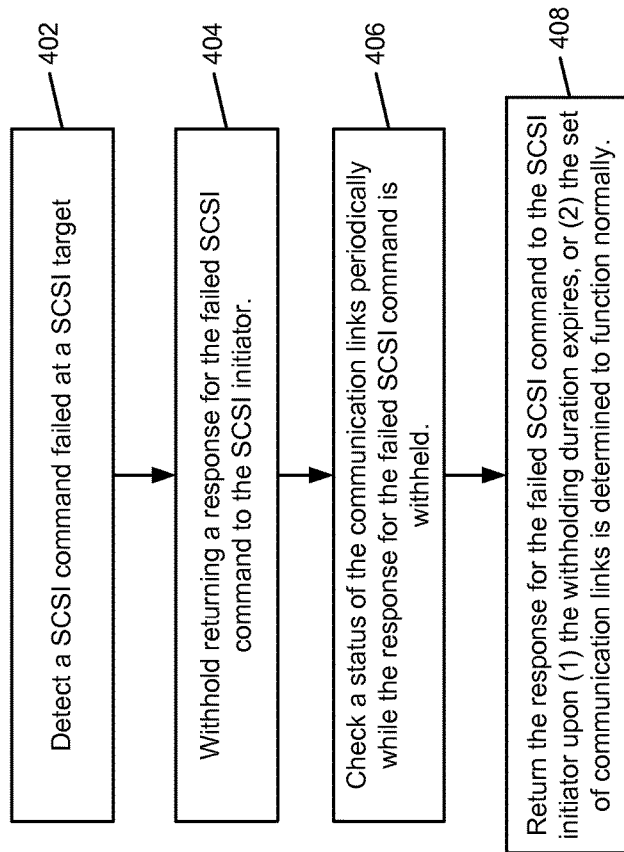 402
Detect a SCSI command failed at a SCSI target
404
Withhold returning a response for the failed SCSI
command to the SCSI initiator.
406
Check a status of the communication links periodically
while the response for the failed SCSI command is
withheld.
408
Return the response for the failed SCSI command to the SCSI
initiator upon (1) the withholding duration expires, or (2) the set
of communication links is determined to function normally.